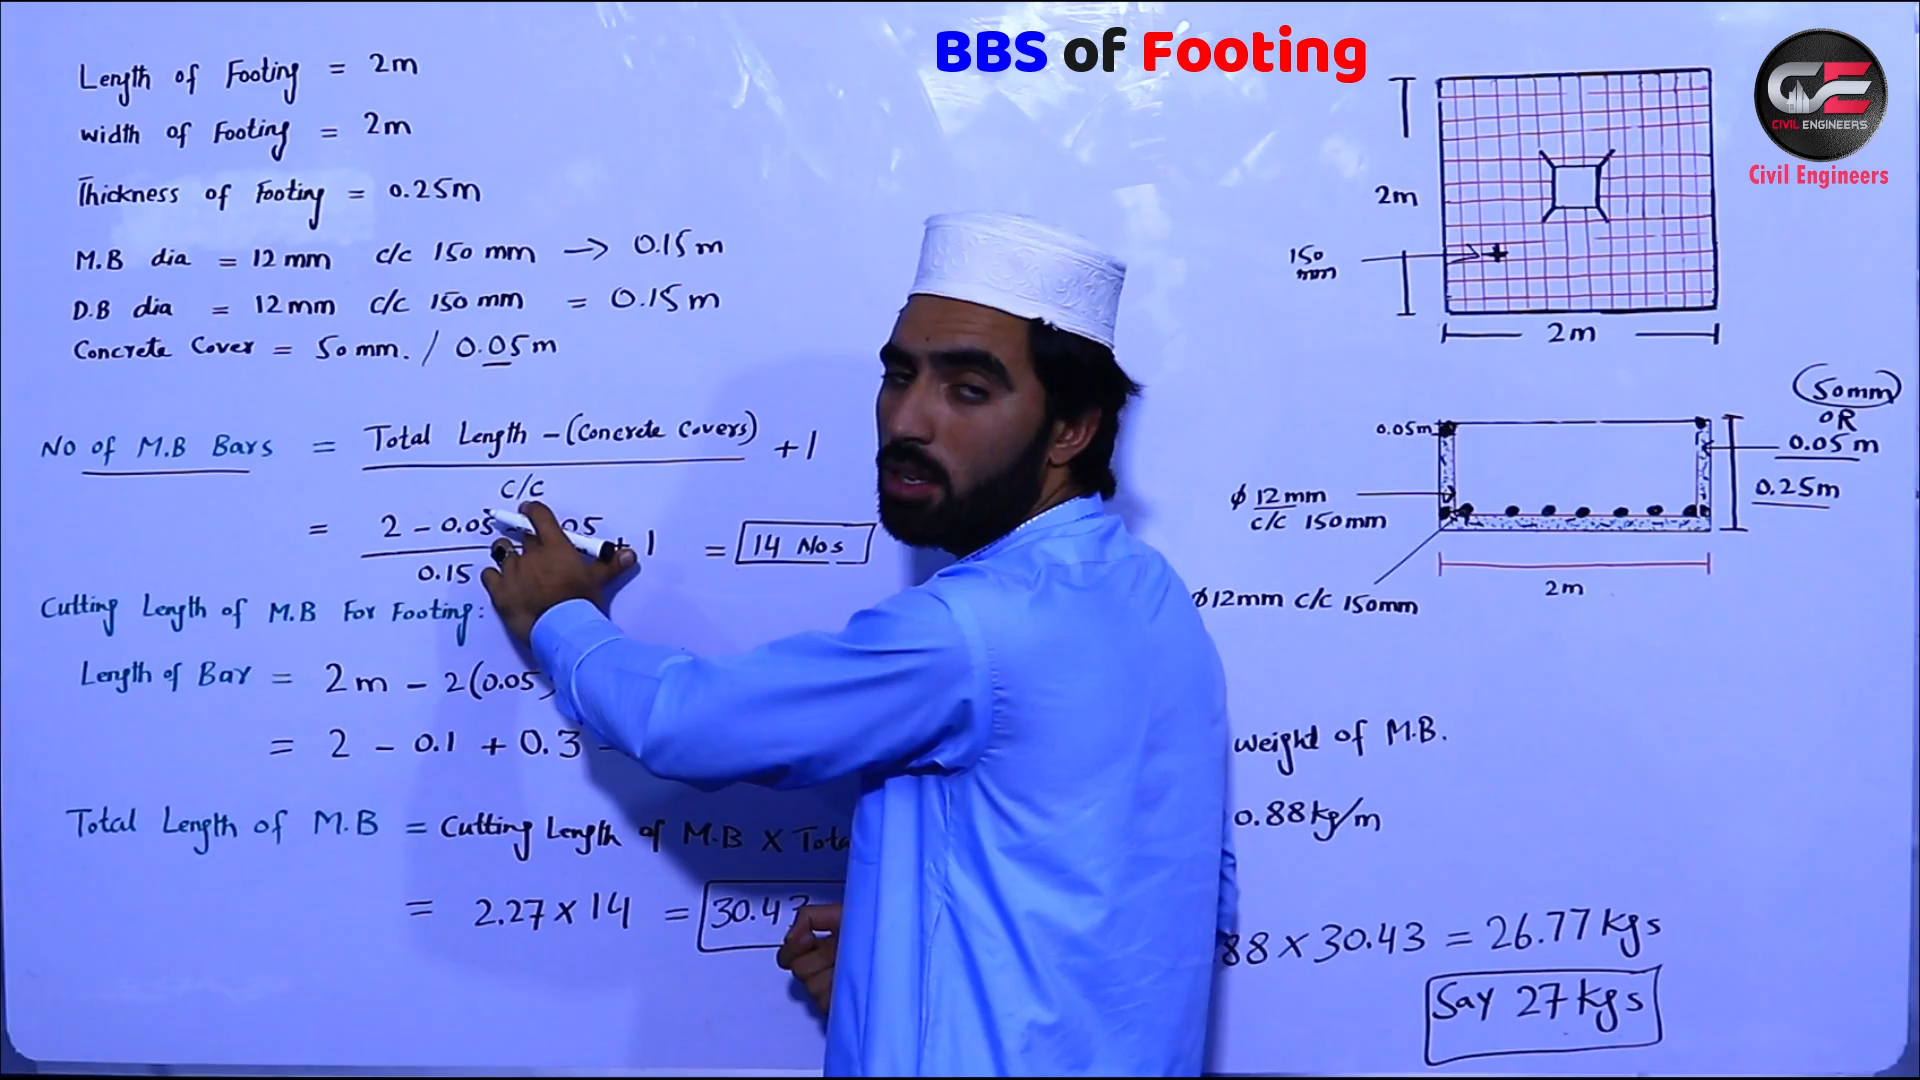 BBS of Footing
Length of Footing = 2m
width of Footing = 2m
Thickness of Footing = 0.25m
M.B dia = 12 mm c/c 150 mm → 0.15m
D.B dia = 12mm c/c 150 mm = 0.15m
Concrete Cover = 50 mm. / 0.05m
No of M.B Bars = Total Length - (Concrete Covers) + 1
c/c
= 2 - 0.05 05 + 1 = 14 Nos
0.15
Cutting Length of M.B For Footing:
Length of Bar = 2m - 2(0.05
= 2 - 0.1 + 0.3 -
Total Length of M.B = Cutting Length of M.B X
= 2.27 x 14 = 30.43
2m
150
mm
2m
CIVIL ENGINEERS
Civil Engineers
50mm
OR
0.05m
0.05 m
0.25m
φ 12mm
c/c 150mm
2m
φ12mm c/c 150mm
weight of M.B.
0.88kg/m
88 x 30.43 = 26.77 kgs
Say 27 kgs